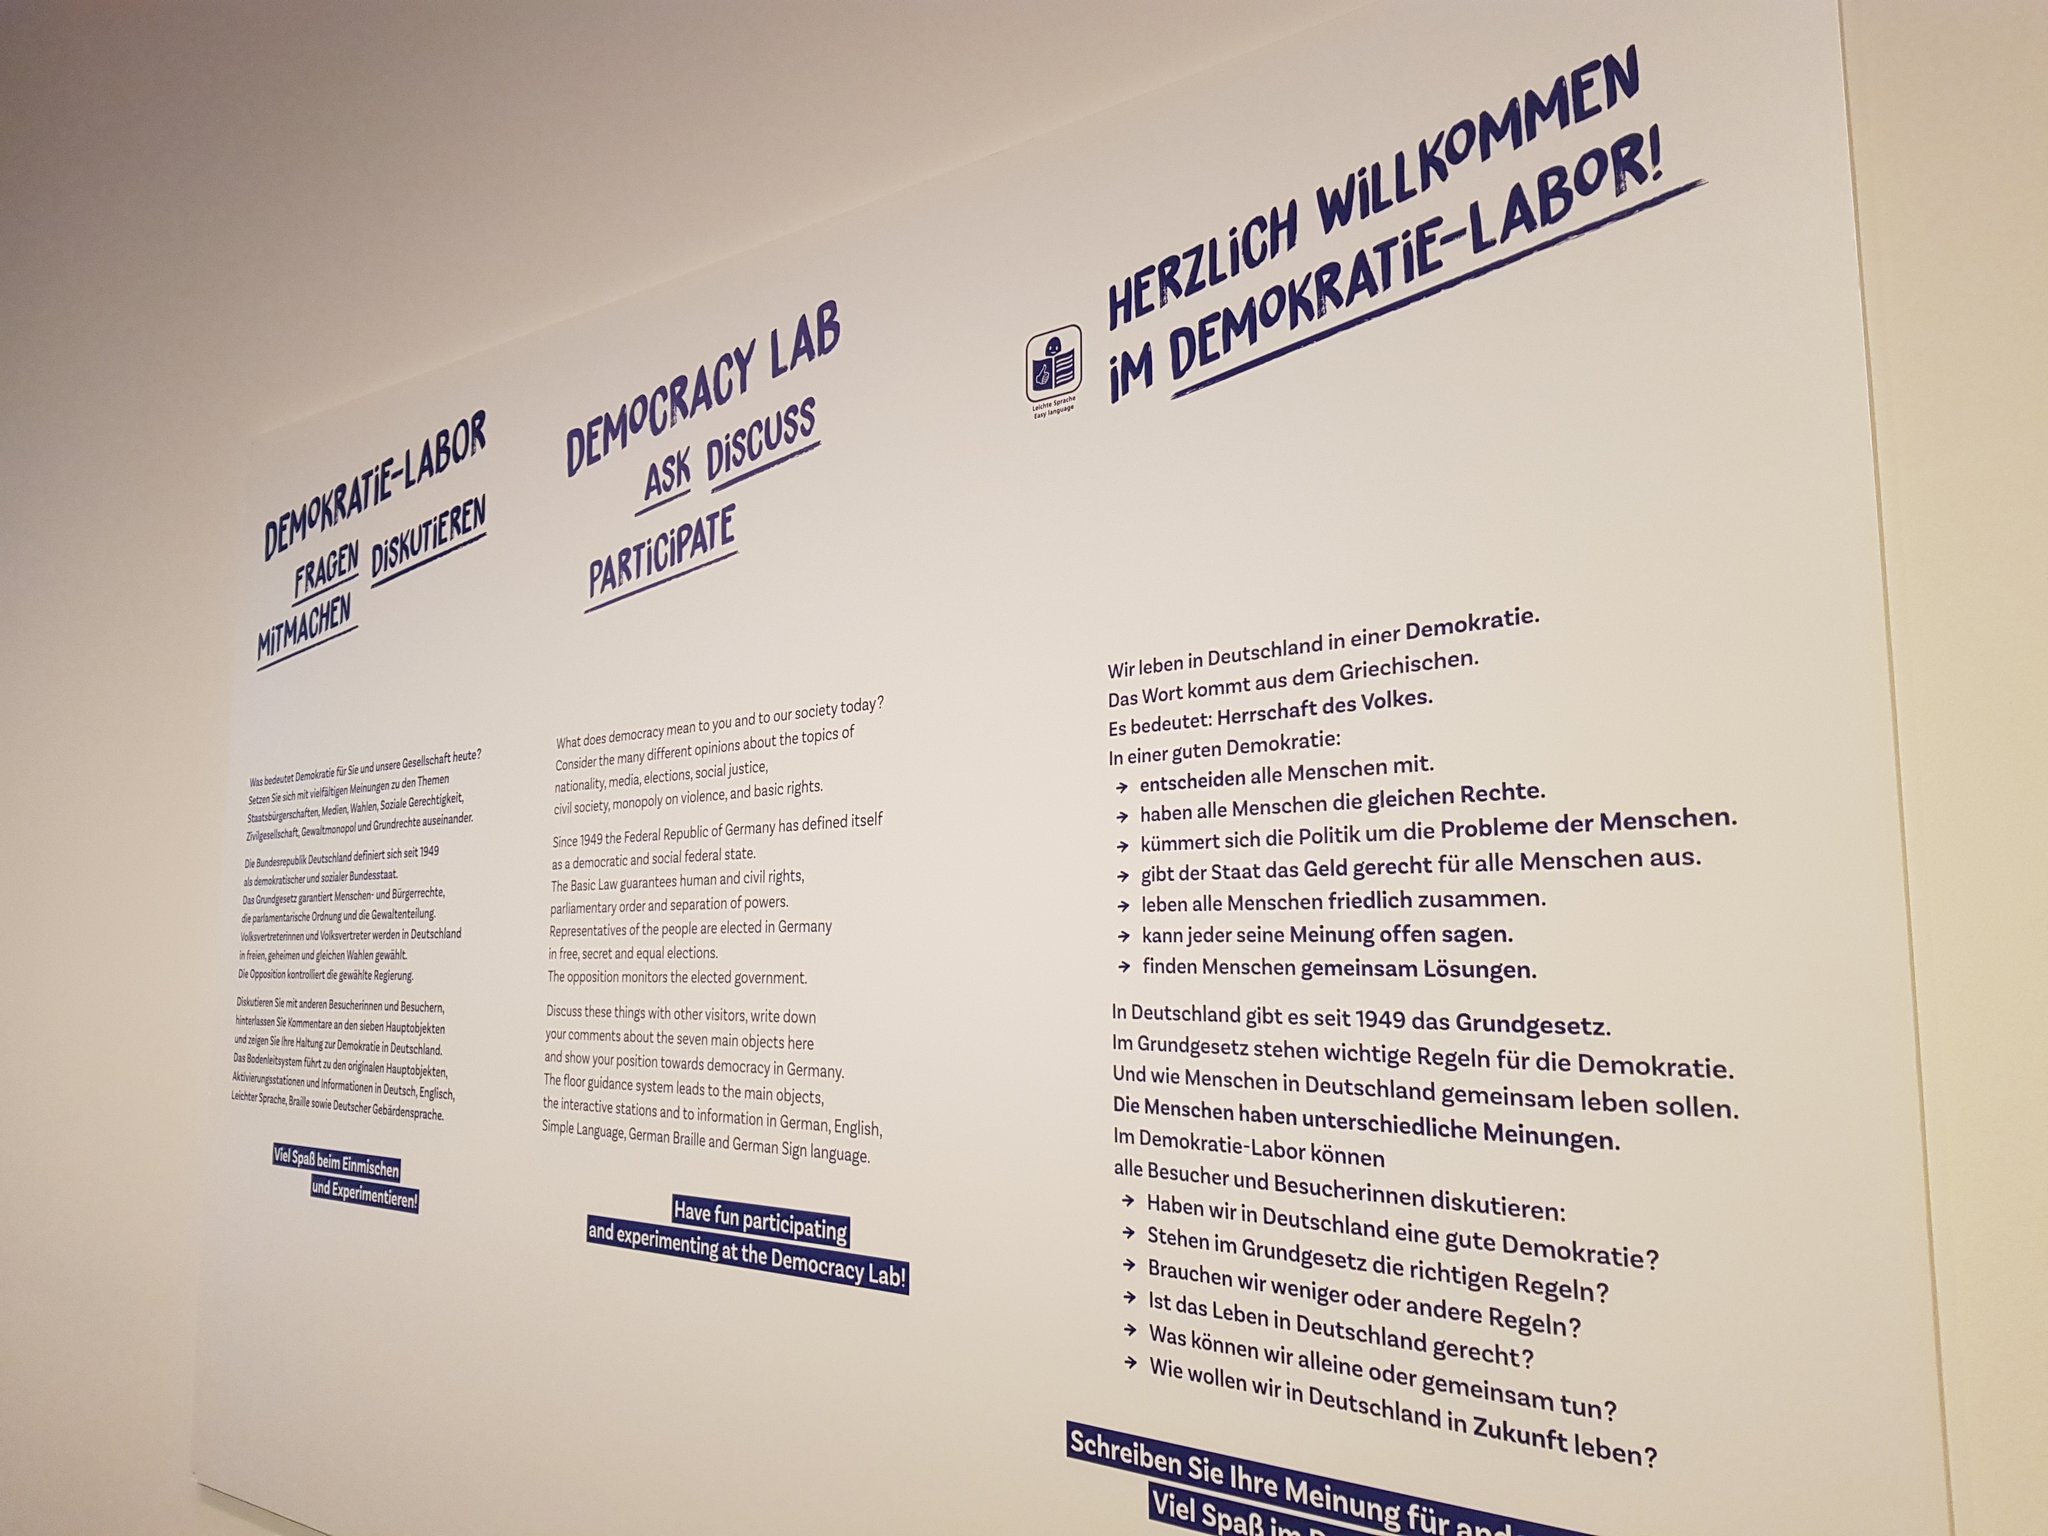 DEMOKRATiE-LABOR
FRAGEN DiSKUTiEREN
MiTMACHEN
Was bedeutet Demokratie für Sie und unsere Gesellschaft heute?
Setzen Sie sich mit vielfältigen Meinungen zu den Themen
Staatsbürgerschaften, Medien, Wahlen, Soziale Gerechtigkeit,
Zivilgesellschaft, Gewaltmonopol und Grundrechte auseinander.
Die Bundesrepublik Deutschland definiert sich seit 1949
als demokratischer und sozialer Bundesstaat.
Das Grundgesetz garantiert Menschen- und Bürgerrechte,
die parlamentarische Ordnung und die Gewaltenteilung.
Volksvertreterinnen und Volksvertreter werden in Deutschland
in freien, geheimen und gleichen Wahlen gewählt.
Die Opposition kontrolliert die gewählte Regierung.
Diskutieren Sie mit anderen Besucherinnen und Besuchern,
hinterlassen Sie Kommentare an den sieben Hauptobjekten
und zeigen Sie Ihre Haltung zur Demokratie in Deutschland.
Das Bodenleitsystem führt zu den originalen Hauptobjekten,
Aktivierungsstationen und Informationen in Deutsch, Englisch,
Leichter Sprache, Braille sowie Deutscher Gebärdensprache.
Viel Spaß beim Einmischen
und Experimentieren!
DEMOCRACY LAB
ASK DiSCUSS
PARTiCiPATE
What does democracy mean to you and to our society today?
Consider the many different opinions about the topics of
nationality, media, elections, social justice,
civil society, monopoly on violence, and basic rights.
Since 1949 the Federal Republic of Germany has defined itself
as a democratic and social federal state.
The Basic Law guarantees human and civil rights,
parliamentary order and separation of powers.
Representatives of the people are elected in Germany
in free, secret and equal elections.
The opposition monitors the elected government.
Discuss these things with other visitors, write down
your comments about the seven main objects here
and show your position towards democracy in Germany.
The floor guidance system leads to the main objects,
the interactive stations and to information in German, English,
Simple Language, German Braille and German Sign language.
Have fun participating
and experimenting at the Democracy Lab!
Leichte Sprache
Easy language
HERZLiCH WiLLKOMMEN
iM DEMOKRATiE-LABOR!
Wir leben in Deutschland in einer Demokratie.
Das Wort kommt aus dem Griechischen.
Es bedeutet: Herrschaft des Volkes.
In einer guten Demokratie:
→ entscheiden alle Menschen mit.
→ haben alle Menschen die gleichen Rechte.
→ kümmert sich die Politik um die Probleme der Menschen.
→ gibt der Staat das Geld gerecht für alle Menschen aus.
→ leben alle Menschen friedlich zusammen.
→ kann jeder seine Meinung offen sagen.
→ finden Menschen gemeinsam Lösungen.
In Deutschland gibt es seit 1949 das Grundgesetz.
Im Grundgesetz stehen wichtige Regeln für die Demokratie.
Und wie Menschen in Deutschland gemeinsam leben sollen.
Die Menschen haben unterschiedliche Meinungen.
Im Demokratie-Labor können
alle Besucher und Besucherinnen diskutieren:
→ Haben wir in Deutschland eine gute Demokratie?
→ Stehen im Grundgesetz die richtigen Regeln?
→ Brauchen wir weniger oder andere Regeln?
→ Ist das Leben in Deutschland gerecht?
→ Was können wir alleine oder gemeinsam tun?
→ Wie wollen wir in Deutschland in Zukunft leben?
Schreiben Sie Ihre Meinung für
Viel Spaß im